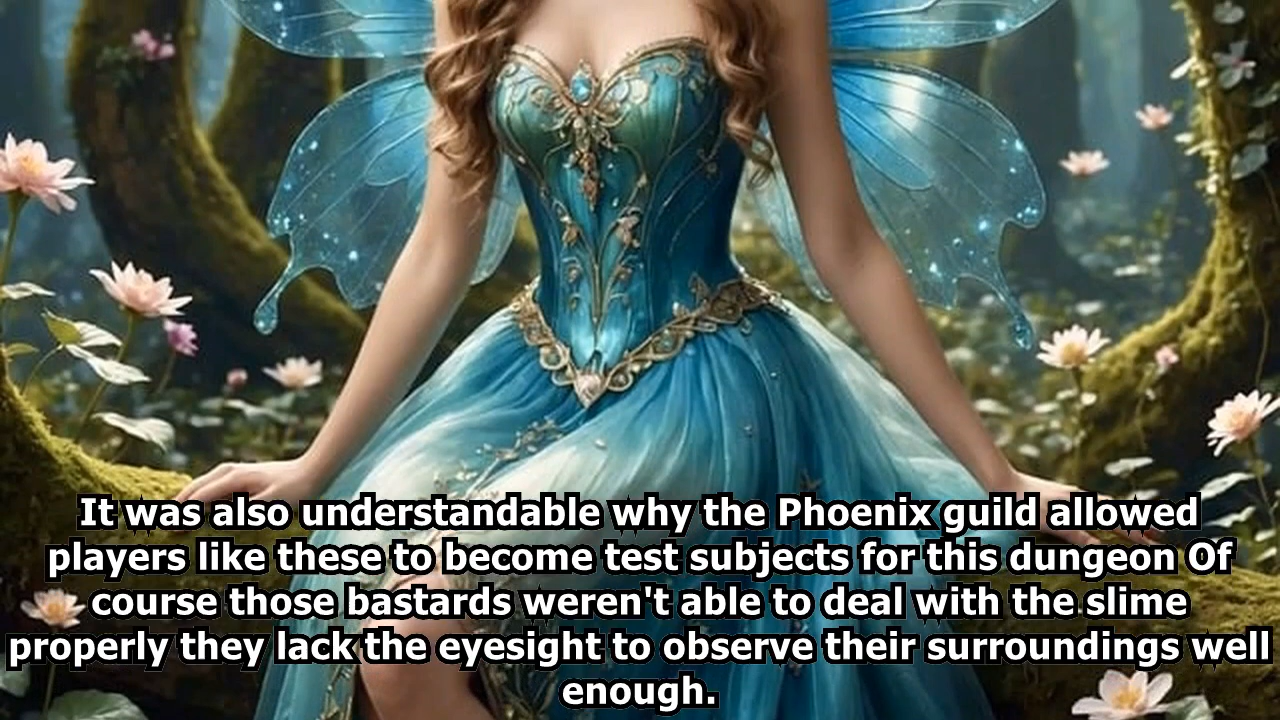 It was also understandable why the Phoenix guild allowed
players like these to become test subjects for this dungeon Of
course those bastards weren't able to deal with the slime
properly they lack the eyesight to observe their surroundings well
enough.